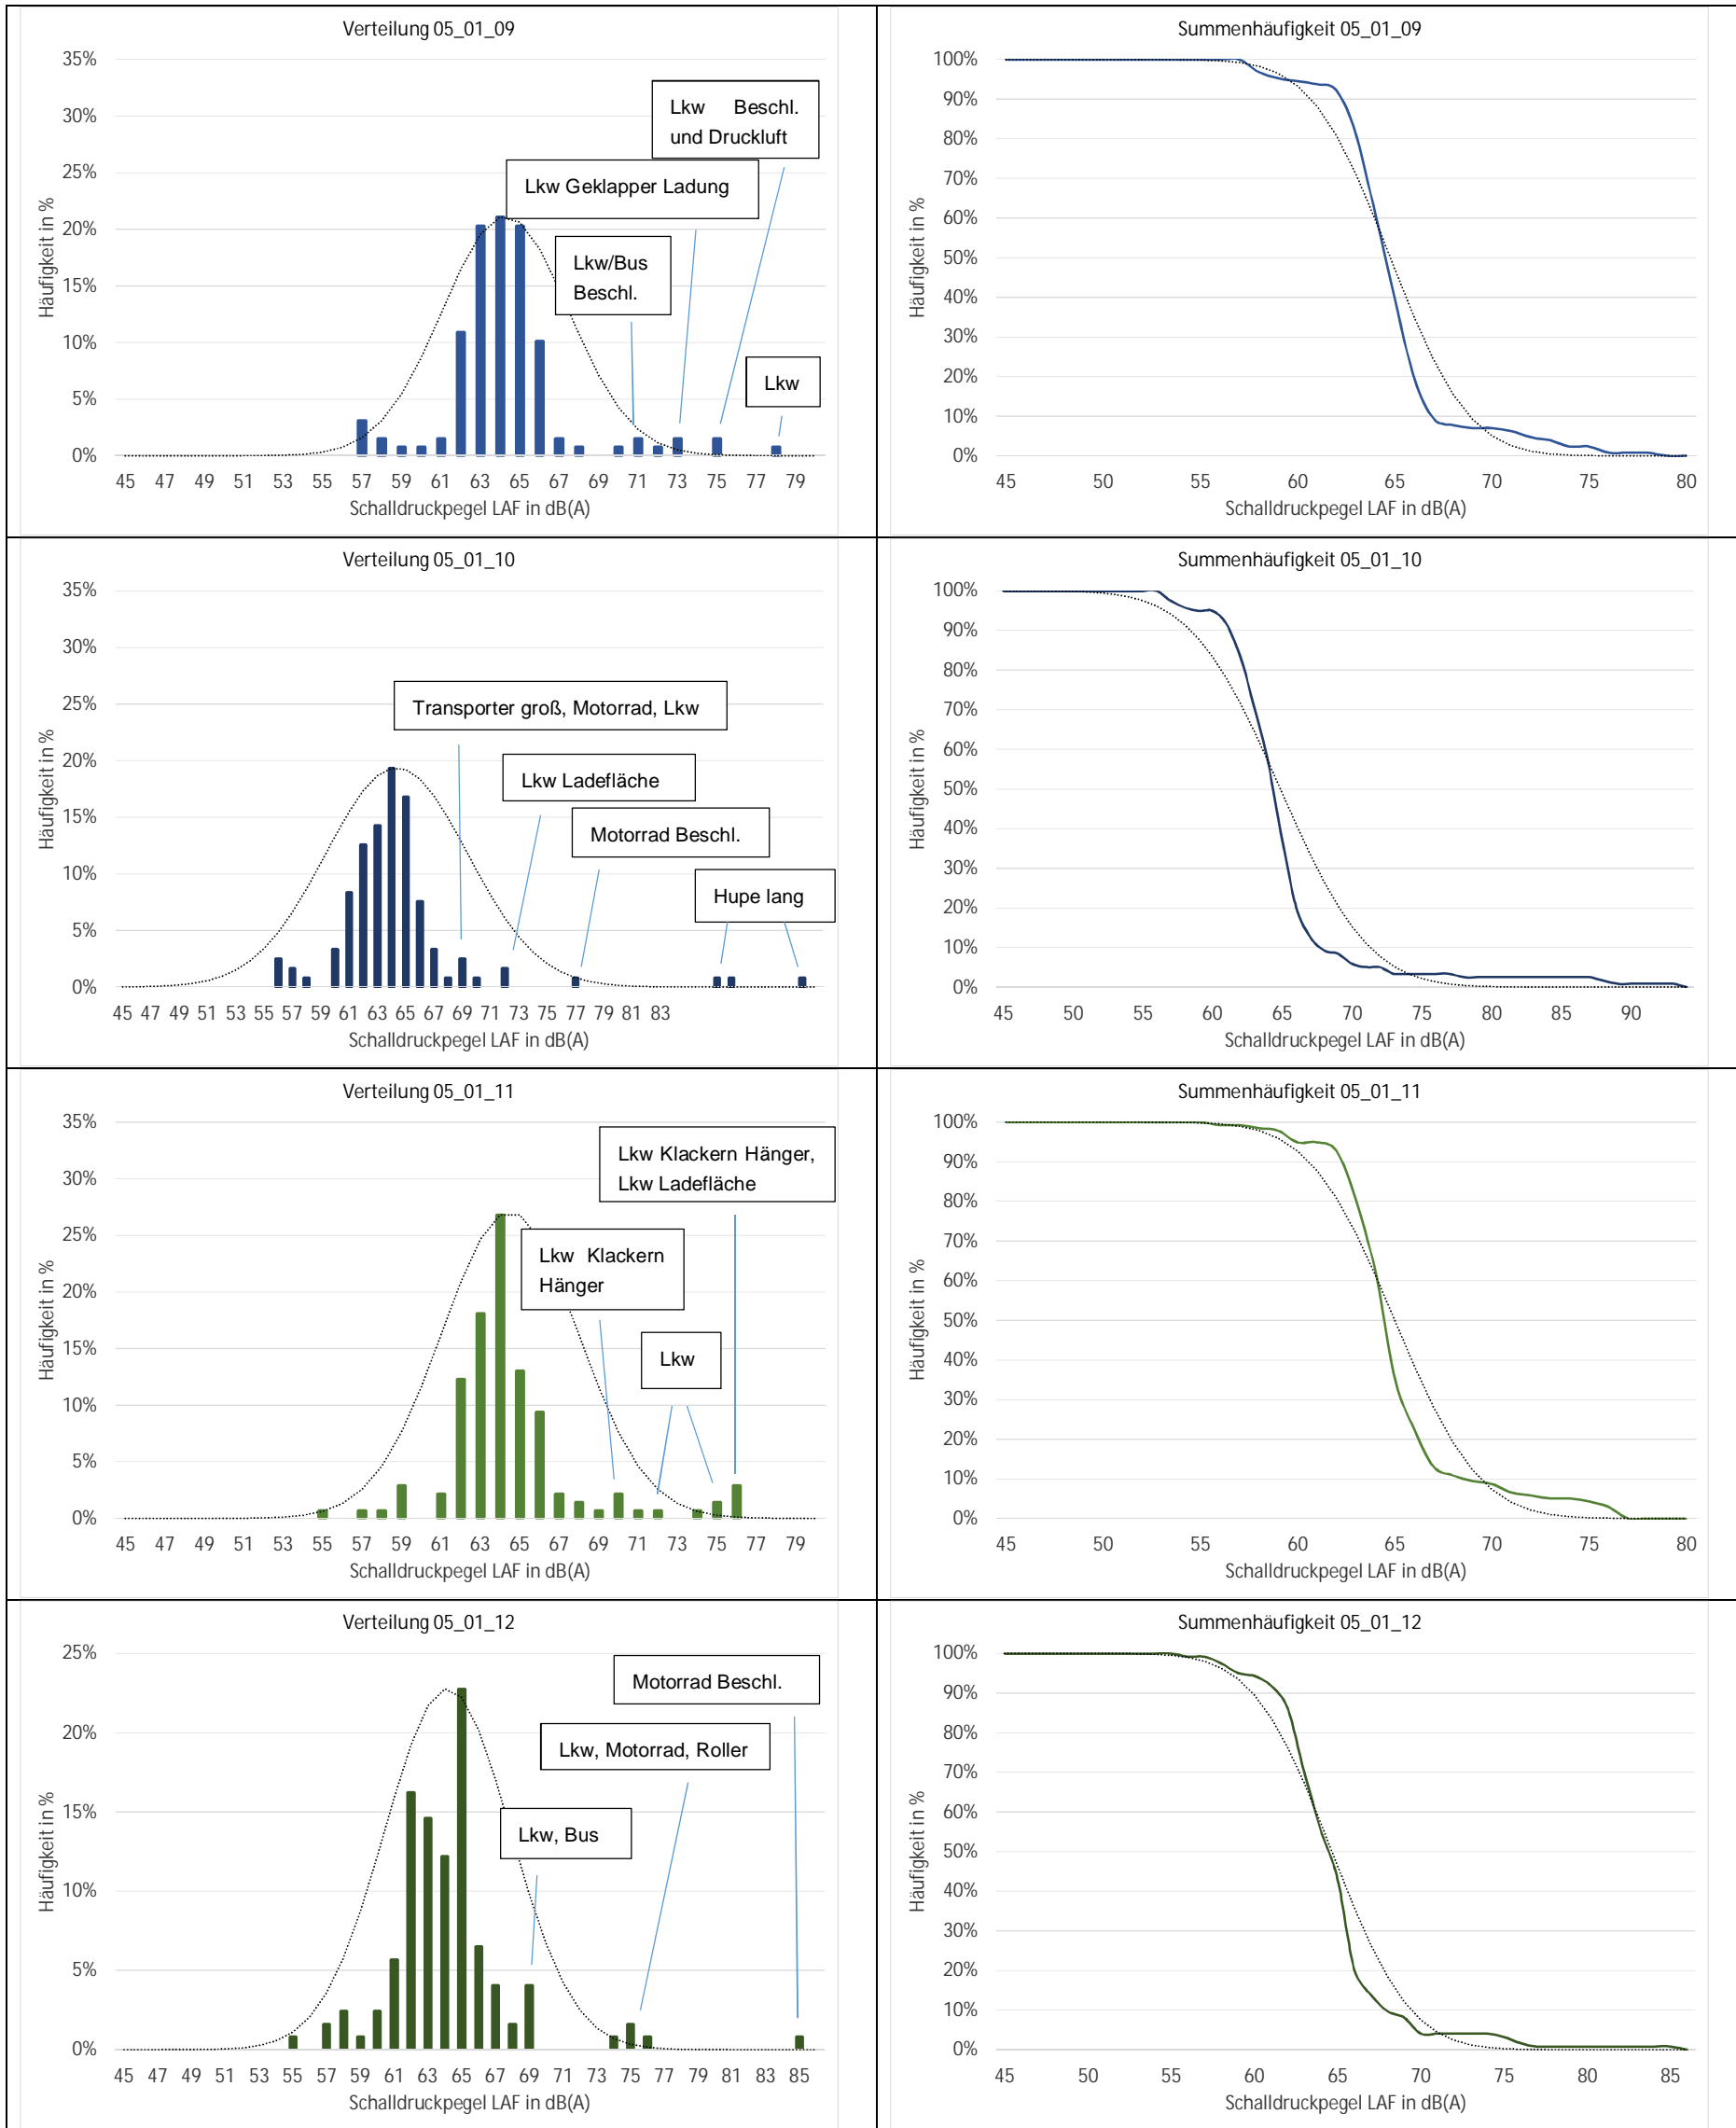 Verteilung 05_01_09
35%
30%
25%
20%
15%
10%
5%
0%
Häufigkeit in %
Lkw Beschl.
und Druckluft
Lkw Geklapper Ladung
Lkw/Bus
Beschl.
Lkw
45 47 49 51 53 55 57 59 61 63 65 67 69 71 73 75 77 79
Schalldruckpegel LAF in dB(A)
Summenhäufigkeit 05_01_09
100%
90%
80%
70%
60%
50%
40%
30%
20%
10%
0%
Häufigkeit in %
45 50 55 60 65 70 75 80
Schalldruckpegel LAF in dB(A)
Verteilung 05_01_10
35%
30%
25%
20%
15%
10%
5%
0%
Häufigkeit in %
Transporter groß, Motorrad, Lkw
Lkw Ladefläche
Motorrad Beschl.
Hupe lang
45 47 49 51 53 55 57 59 61 63 65 67 69 71 73 75 77 79 81 83
Schalldruckpegel LAF in dB(A)
Summenhäufigkeit 05_01_10
100%
90%
80%
70%
60%
50%
40%
30%
20%
10%
0%
Häufigkeit in %
45 50 55 60 65 70 75 80 85 90
Schalldruckpegel LAF in dB(A)
Verteilung 05_01_11
35%
30%
25%
20%
15%
10%
5%
0%
Häufigkeit in %
Lkw Klackern Hänger,
Lkw Ladefläche
Lkw Klackern
Hänger
Lkw
45 47 49 51 53 55 57 59 61 63 65 67 69 71 73 75 77 79
Schalldruckpegel LAF in dB(A)
Summenhäufigkeit 05_01_11
100%
90%
80%
70%
60%
50%
40%
30%
20%
10%
0%
Häufigkeit in %
45 50 55 60 65 70 75 80
Schalldruckpegel LAF in dB(A)
Verteilung 05_01_12
25%
20%
15%
10%
5%
0%
Häufigkeit in %
Motorrad Beschl.
Lkw, Motorrad, Roller
Lkw, Bus
45 47 49 51 53 55 57 59 61 63 65 67 69 71 73 75 77 79 81 83 85
Schalldruckpegel LAF in dB(A)
Summenhäufigkeit 05_01_12
100%
90%
80%
70%
60%
50%
40%
30%
20%
10%
0%
Häufigkeit in %
45 50 55 60 65 70 75 80 85
Schalldruckpegel LAF in dB(A)